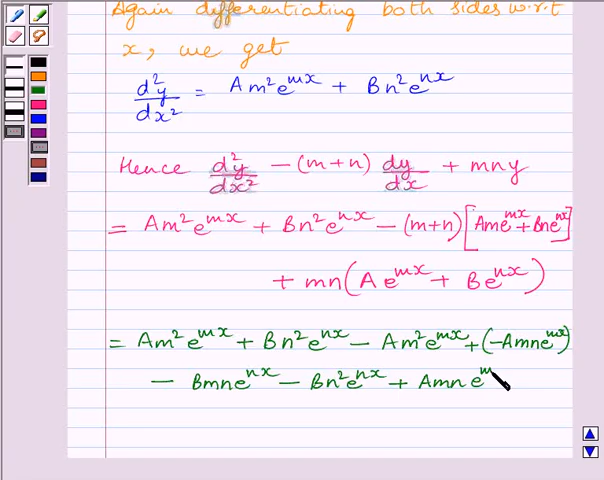 Again differentiating both sides w.r.t
x, we get
d²y/dx² = Am²e^mx + Bn²e^nx
Hence d²y/dx² - (m+n) dy/dx + mny
= Am²e^mx + Bn²e^nx - (m+n)[Ame^mx + Bne^nx]
+ mn(Ae^mx + Be^nx)
= Am²e^mx + Bn²e^nx - Am²e^mx + (-Amne^mx)
- Bmne^nx - Bn²e^nx + Amne^m